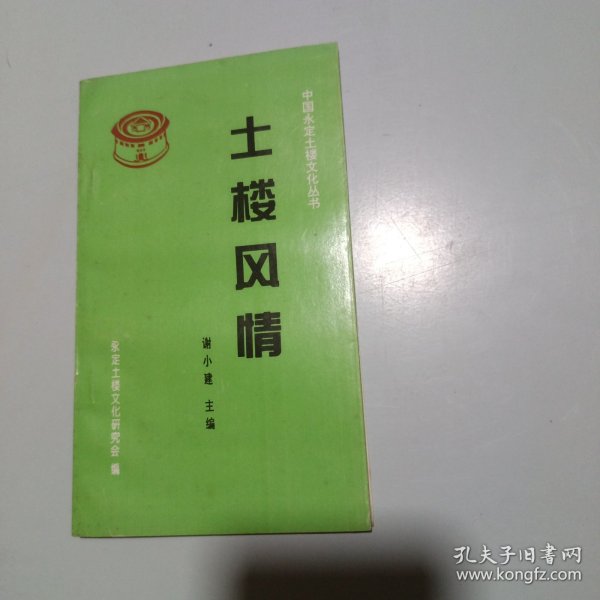 中国永定土楼文化丛书
土楼风情
谢小建 主编
永定土楼文化研究会 编
孔夫子旧书网
www.kongfz.com